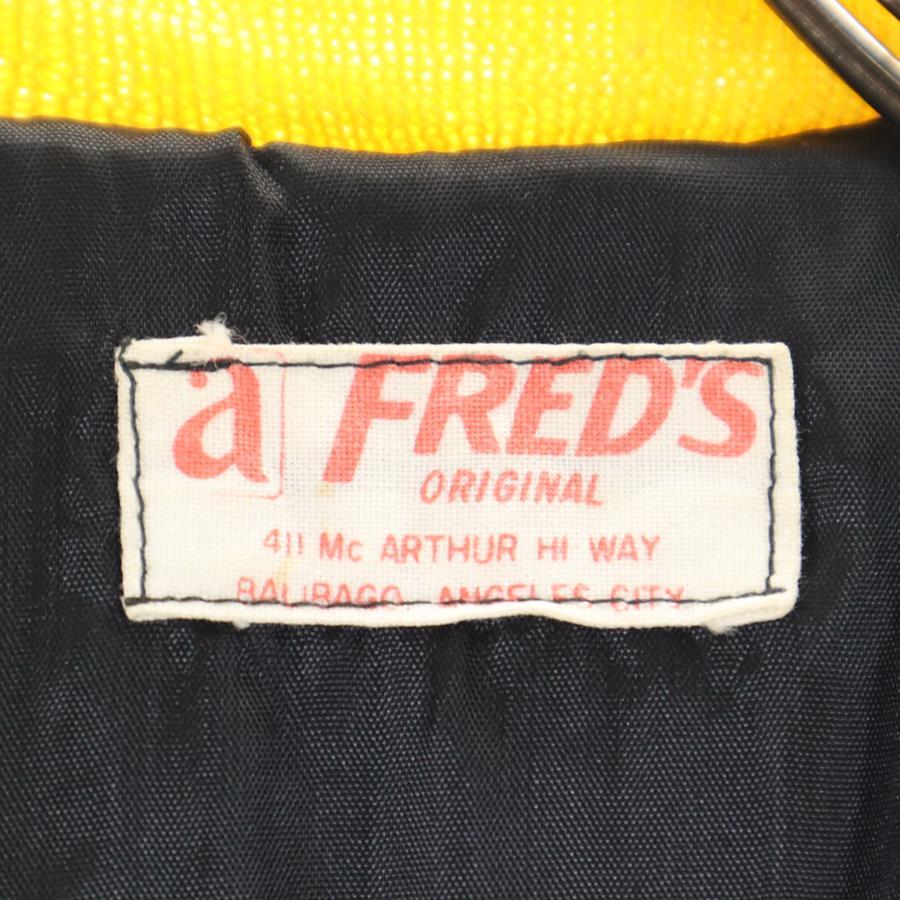 a FRED'S
ORIGINAL
411 Mc ARTHUR HI WAY
BALIBAGO, ANGELES CITY